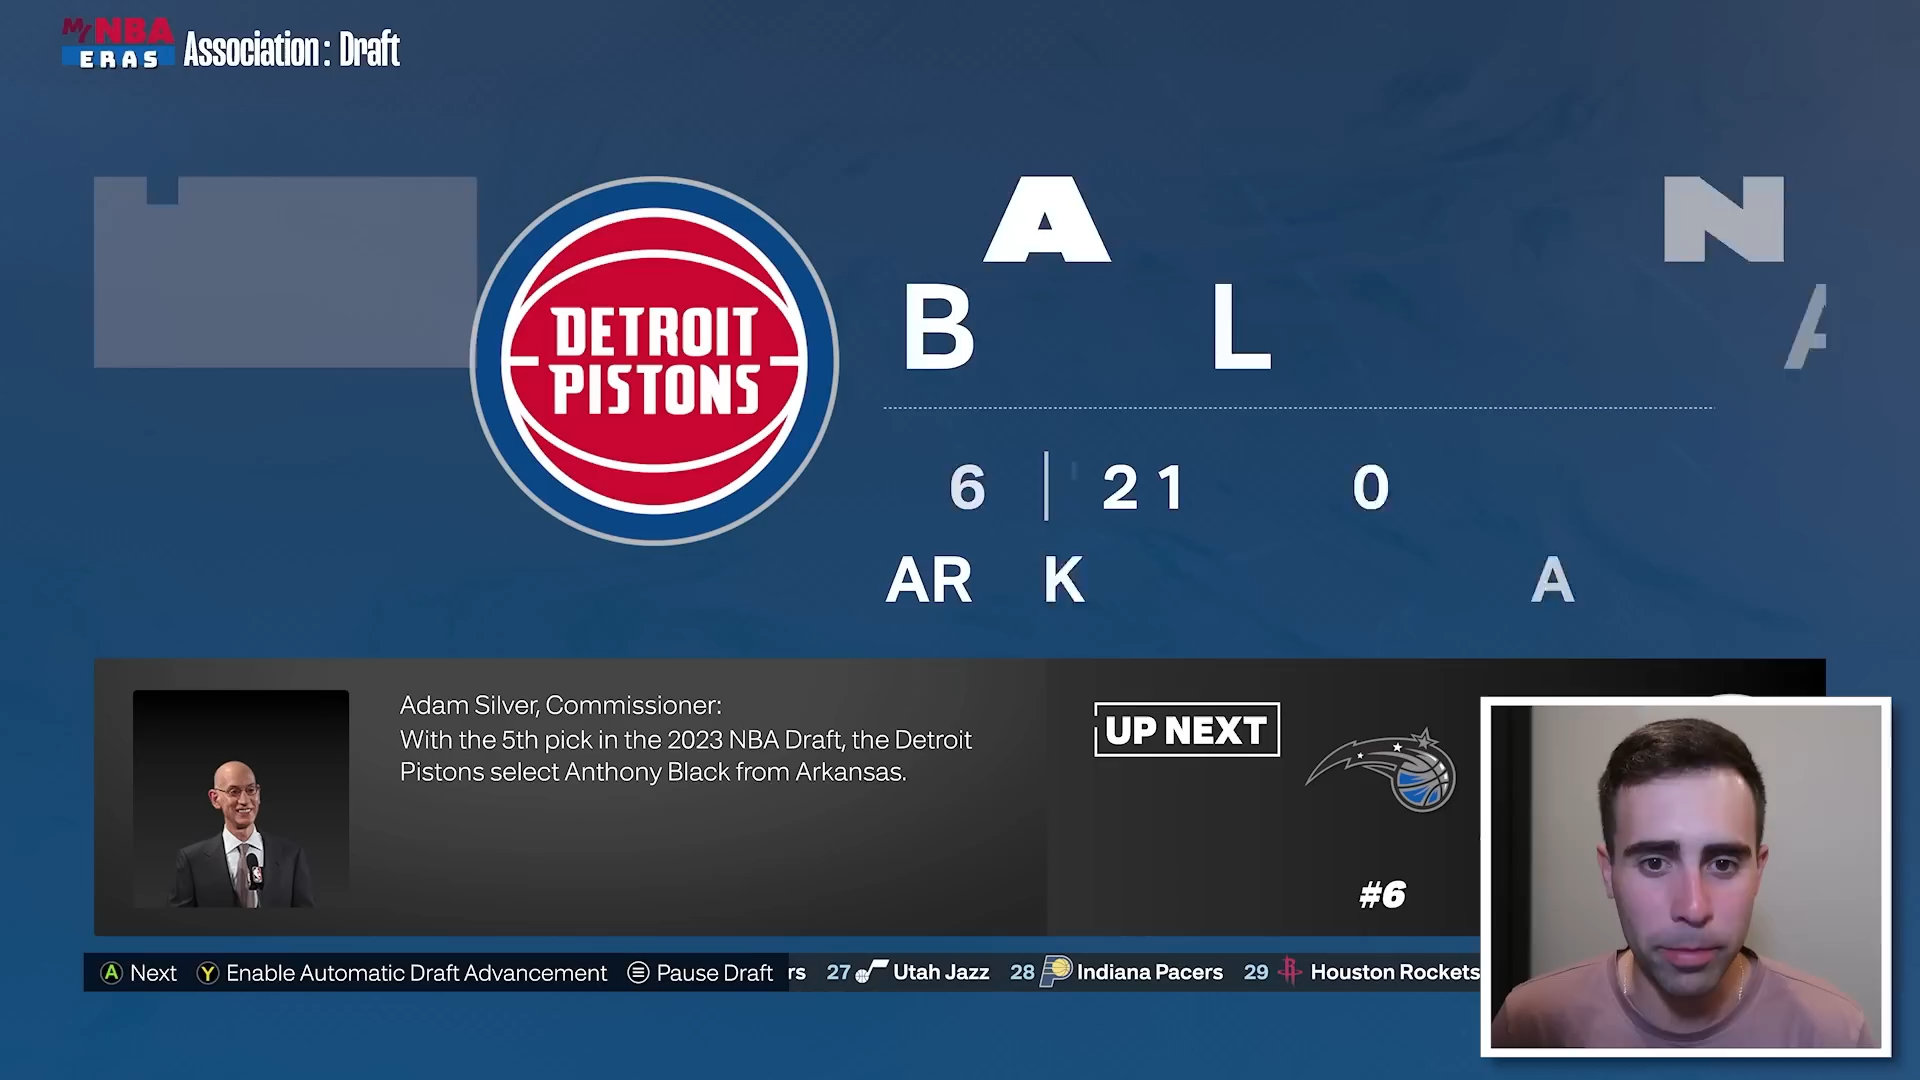 MyNBA
ERAS
Association: Draft
DETROIT
PISTONS
A N
B L A
6 | 21 0
AR K A
Adam Silver, Commissioner:
With the 5th pick in the 2023 NBA Draft, the Detroit
Pistons select Anthony Black from Arkansas.
UP NEXT
#6
A Next Y Enable Automatic Draft Advancement Pause Draft rs 27 Utah Jazz 28 Indiana Pacers 29 Houston Rockets